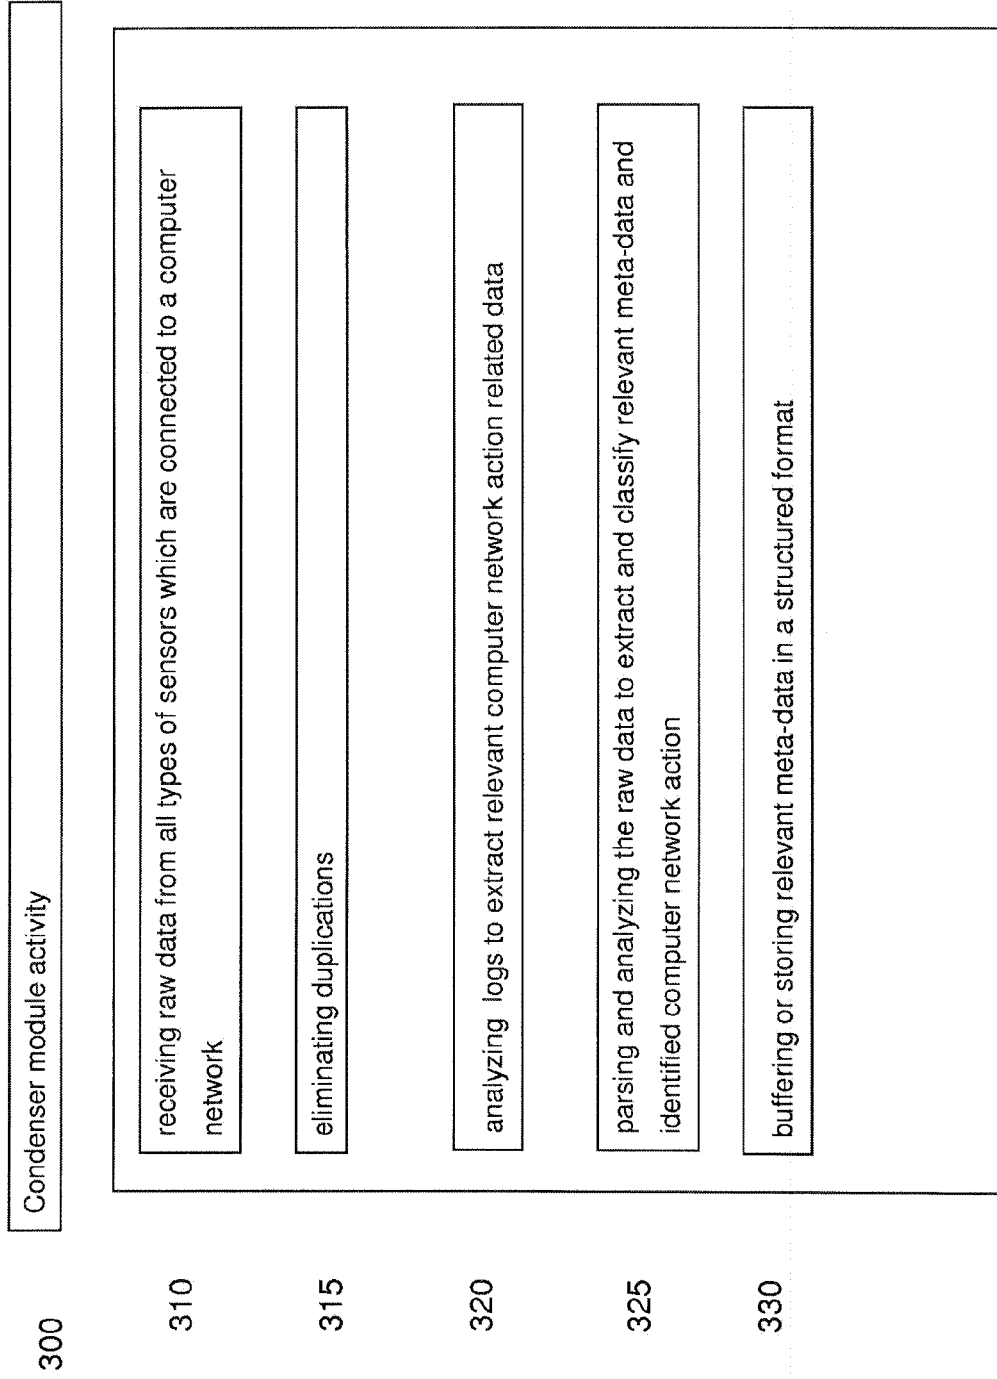 300
Condenser module activity
310
receiving raw data from all types of sensors which are connected to a computer
network
315
eliminating duplications
320
analyzing logs to extract relevant computer network action related data
325
parsing and analyzing the raw data to extract and classify relevant meta-data and
identified computer network action
330
buffering or storing relevant meta-data in a structured format